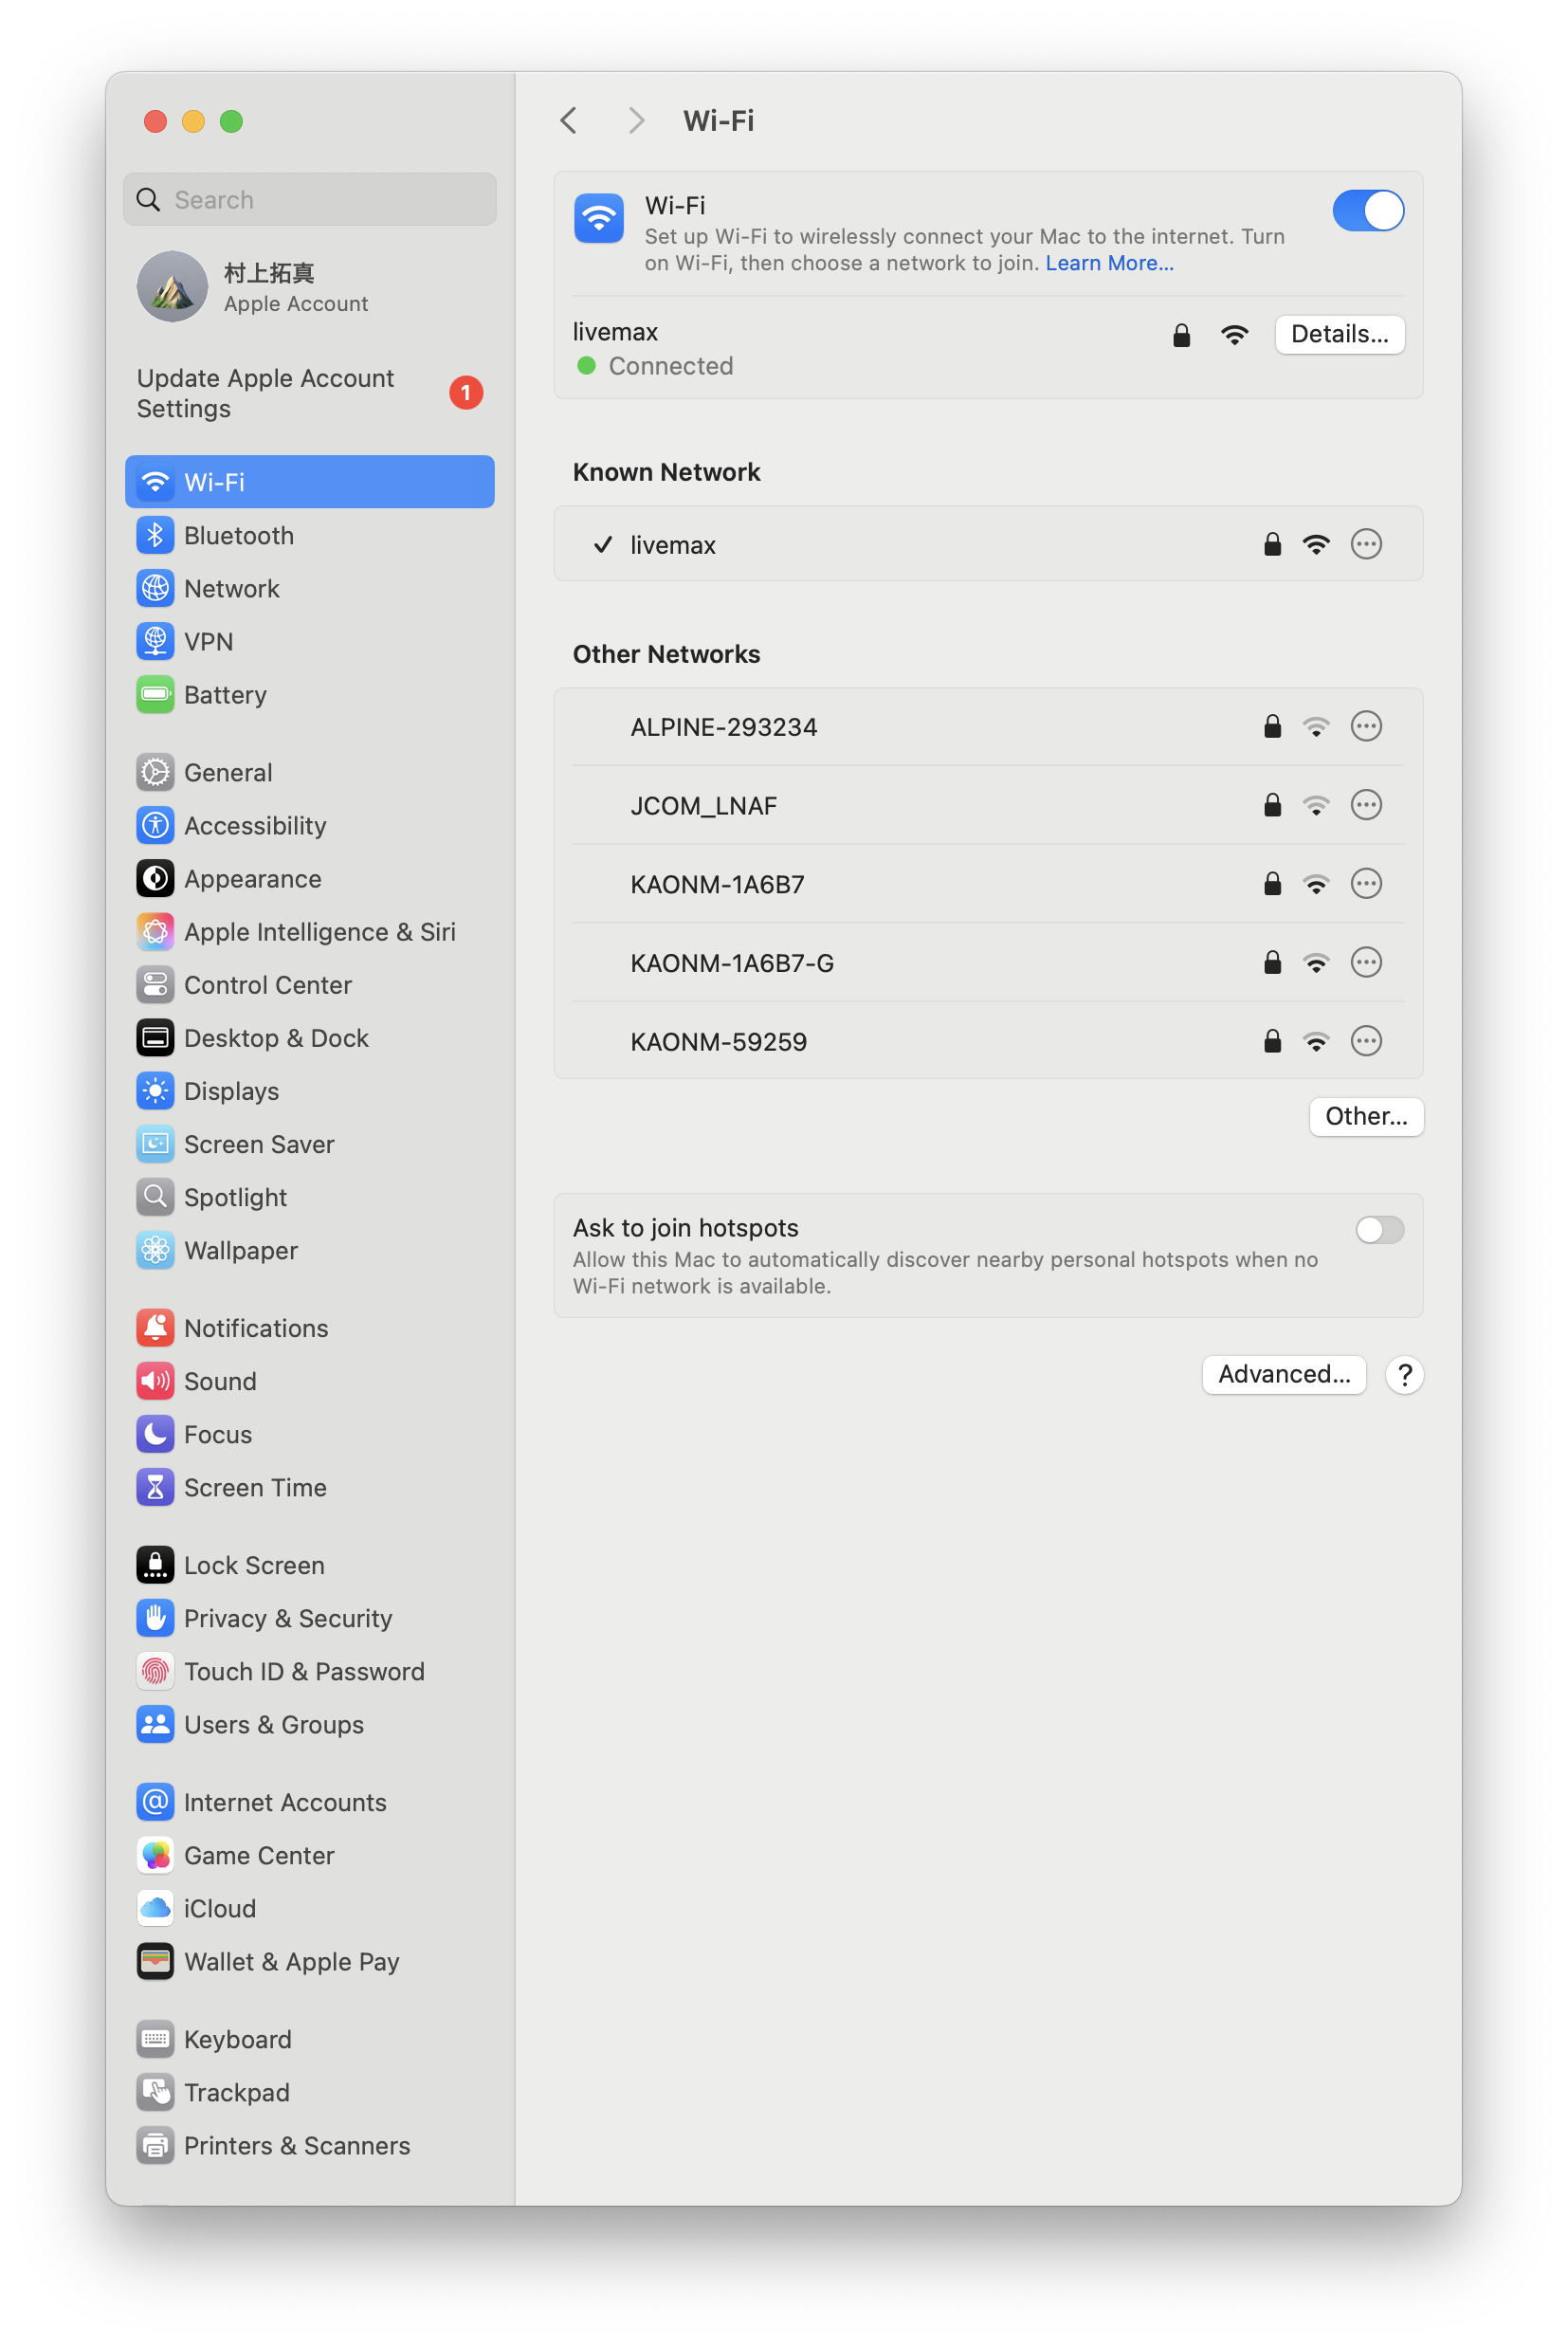 Search
村上拓真
Apple Account
Update Apple Account
Settings
1
Wi-Fi
Bluetooth
Network
VPN
Battery
General
Accessibility
Appearance
Apple Intelligence & Siri
Control Center
Desktop & Dock
Displays
Screen Saver
Spotlight
Wallpaper
Notifications
Sound
Focus
Screen Time
Lock Screen
Privacy & Security
Touch ID & Password
Users & Groups
Internet Accounts
Game Center
iCloud
Wallet & Apple Pay
Keyboard
Trackpad
Printers & Scanners
Wi-Fi
Wi-Fi
Set up Wi-Fi to wirelessly connect your Mac to the internet. Turn
on Wi-Fi, then choose a network to join. Learn More...
livemax
Details...
Connected
Known Network
livemax
Other Networks
ALPINE-293234
JCOM_LNAF
KAONM-1A6B7
KAONM-1A6B7-G
KAONM-59259
Other...
Ask to join hotspots
Allow this Mac to automatically discover nearby personal hotspots when no
Wi-Fi network is available.
Advanced...
?